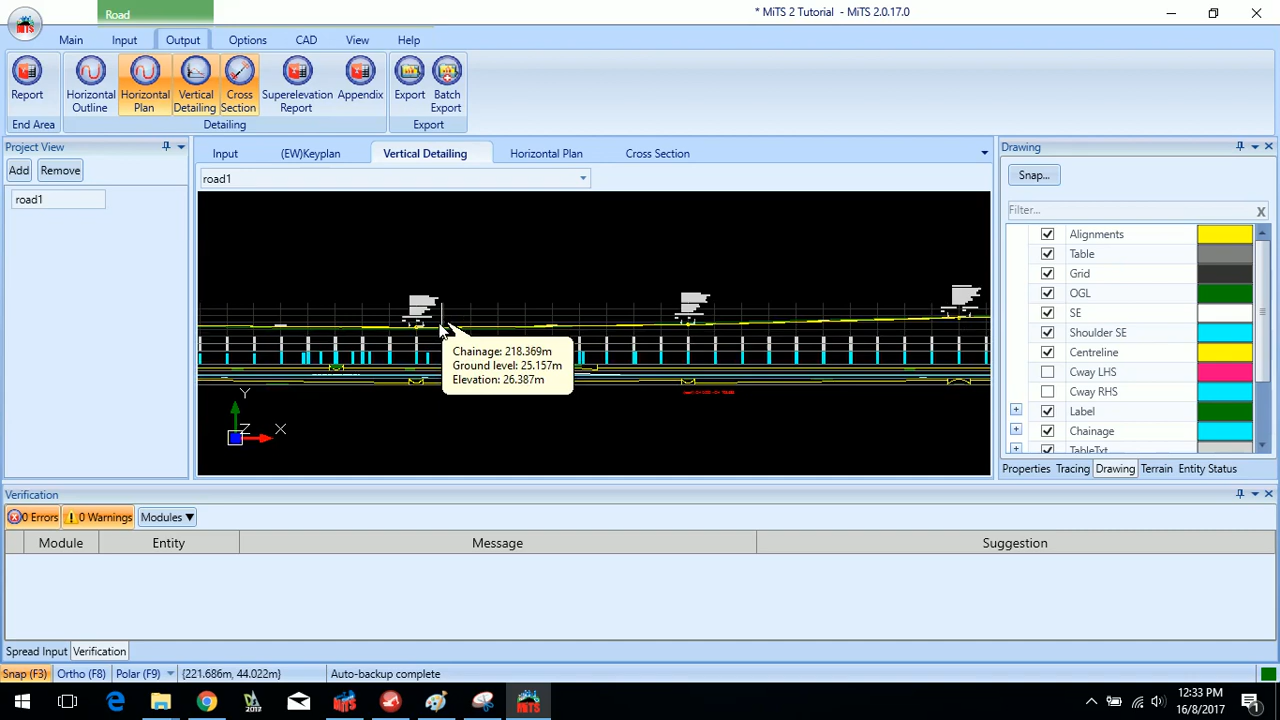 Road
* MiTS 2 Tutorial - MiTS 2.0.17.0
MiTS
Main Input Output Options CAD View Help
Report
Horizontal Outline
Horizontal Plan
Vertical Detailing
Cross Section
Superelevation Report
Appendix
Export
Batch Export
End Area Detailing Export
Project View
Add Remove
road1
Input (EW)Keyplan Vertical Detailing Horizontal Plan Cross Section
road1
Chainage: 218.369m
Ground level: 25.157m
Elevation: 26.387m
Y
Z X
Drawing
Snap...
Filter... X
Alignments
Table
Grid
OGL
SE
Shoulder SE
Centreline
Cway LHS
Cway RHS
Label
Chainage
TableTxt
Properties Tracing Drawing Terrain Entity Status
Verification
0 Errors 0 Warnings Modules
Module Entity Message Suggestion
Spread Input Verification
Snap (F3) Ortho (F8) Polar (F9) {221.686m, 44.022m} Auto-backup complete
12:33 PM
16/8/2017